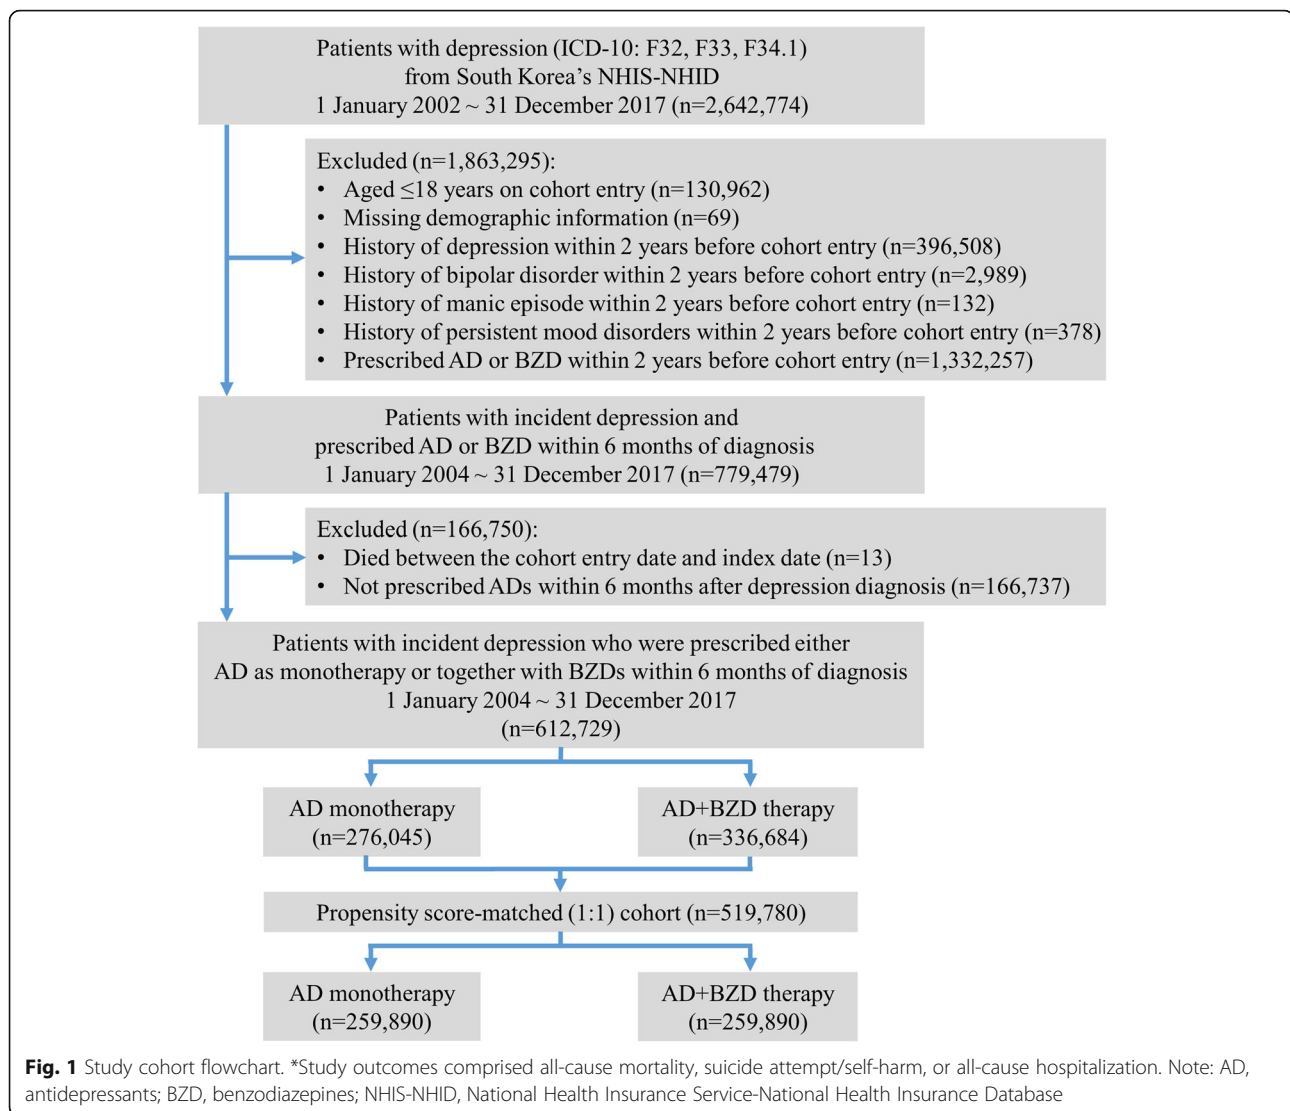 Patients with depression (ICD-10: F32, F33, F34.1)
from South Korea's NHIS-NHID
1 January 2002 ~ 31 December 2017 (n=2,642,774)
Excluded (n=1,863,295):
• Aged ≤18 years on cohort entry (n=130,962)
• Missing demographic information (n=69)
• History of depression within 2 years before cohort entry (n=396,508)
• History of bipolar disorder within 2 years before cohort entry (n=2,989)
• History of manic episode within 2 years before cohort entry (n=132)
• History of persistent mood disorders within 2 years before cohort entry (n=378)
• Prescribed AD or BZD within 2 years before cohort entry (n=1,332,257)
Patients with incident depression and
prescribed AD or BZD within 6 months of diagnosis
1 January 2004 ~ 31 December 2017 (n=779,479)
Excluded (n=166,750):
• Died between the cohort entry date and index date (n=13)
• Not prescribed ADs within 6 months after depression diagnosis (n=166,737)
Patients with incident depression who were prescribed either
AD as monotherapy or together with BZDs within 6 months of diagnosis
1 January 2004 ~ 31 December 2017
(n=612,729)
AD monotherapy
(n=276,045)
AD+BZD therapy
(n=336,684)
Propensity score-matched (1:1) cohort (n=519,780)
AD monotherapy
(n=259,890)
AD+BZD therapy
(n=259,890)
Fig. 1 Study cohort flowchart. *Study outcomes comprised all-cause mortality, suicide attempt/self-harm, or all-cause hospitalization. Note: AD,
antidepressants; BZD, benzodiazepines; NHIS-NHID, National Health Insurance Service-National Health Insurance Database